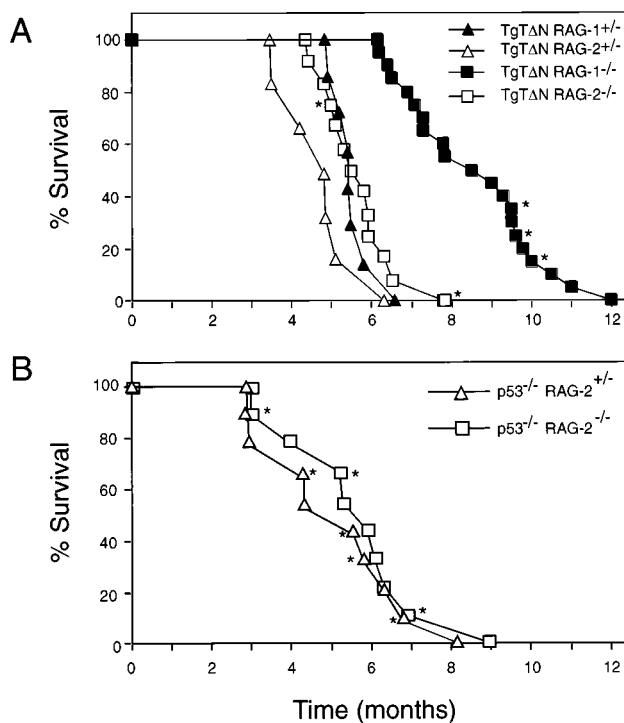 A
TgTΔN RAG-1+/-
TgTΔN RAG-2+/-
TgTΔN RAG-1-/-
TgTΔN RAG-2-/-
% Survival
100
80
60
40
20
0
0 2 4 6 8 10 12
* * * * *
B
p53-/- RAG-2+/-
p53-/- RAG-2-/-
% Survival
100
80
60
40
20
0
0 2 4 6 8 10 12
* * * * * * *
Time (months)